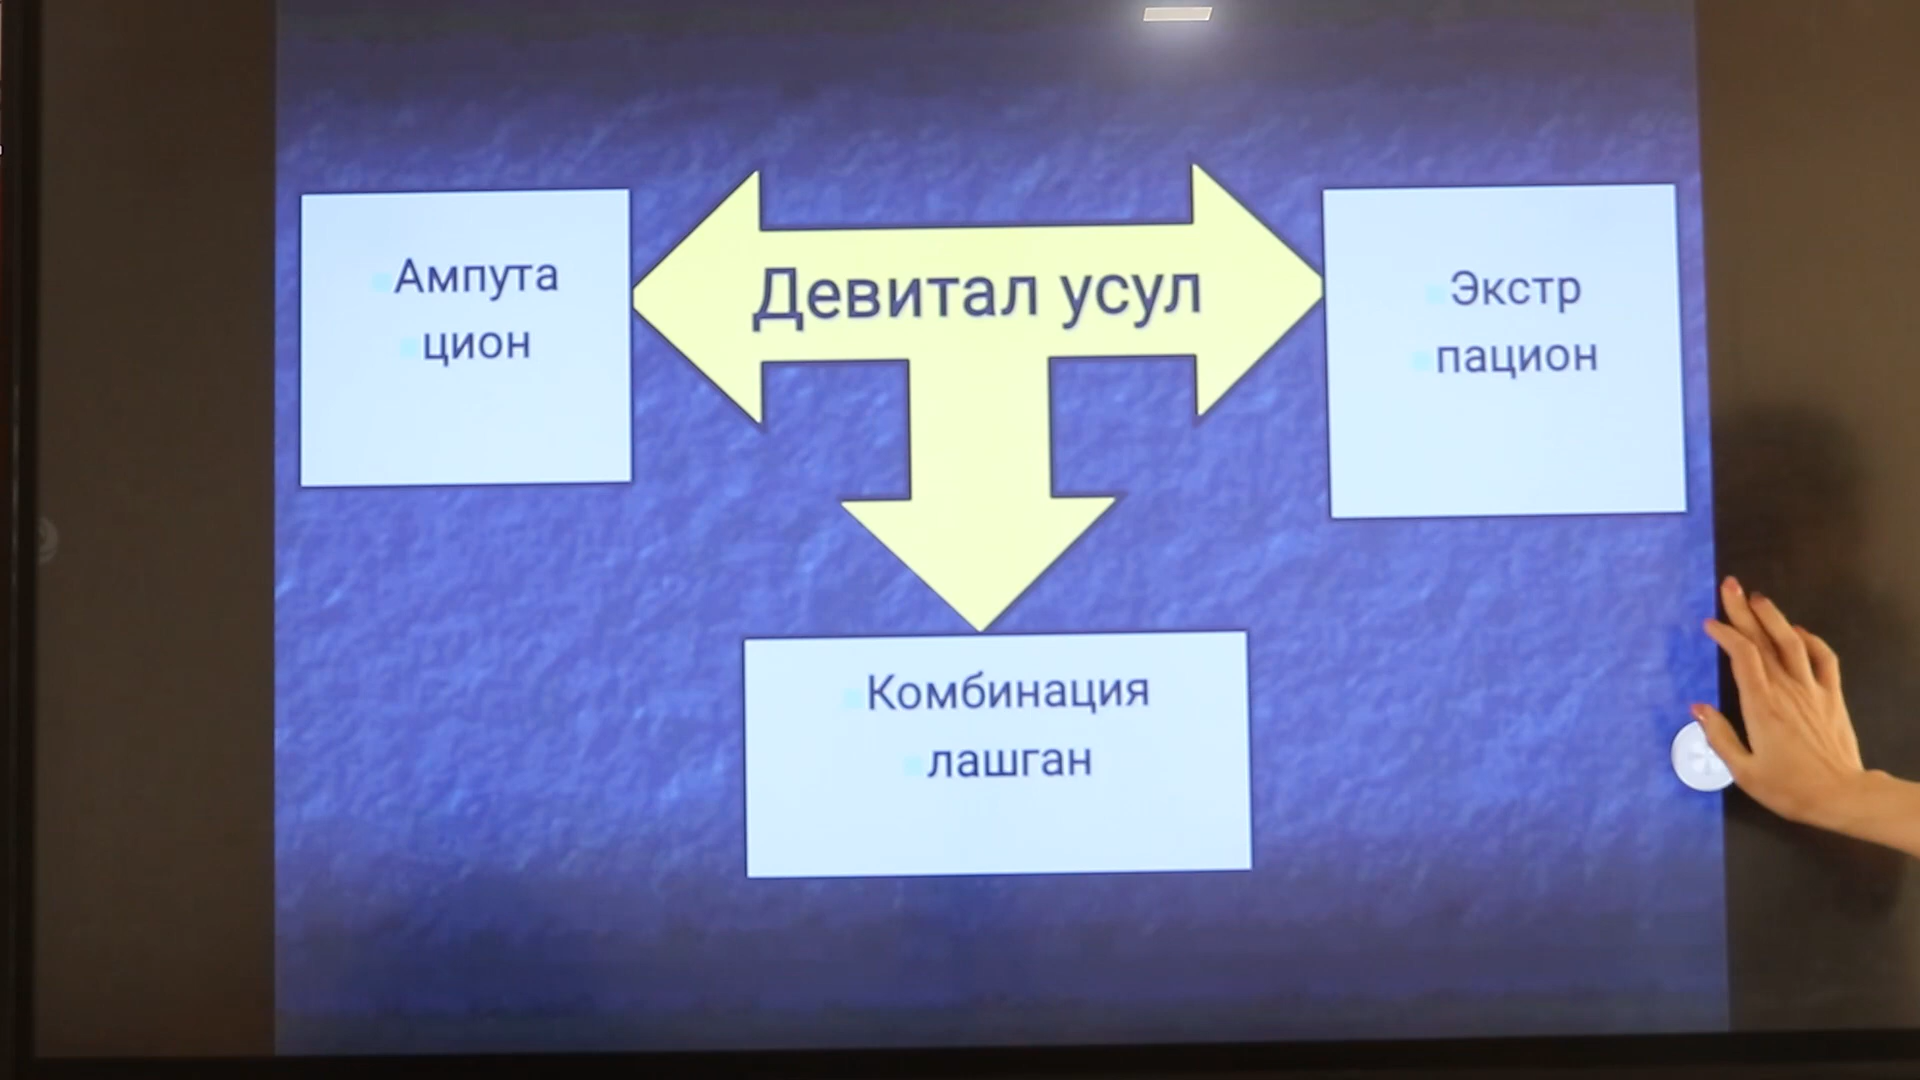 Ампута
цион
Девитал усул
Экстр
пацион
Комбинация
лашган